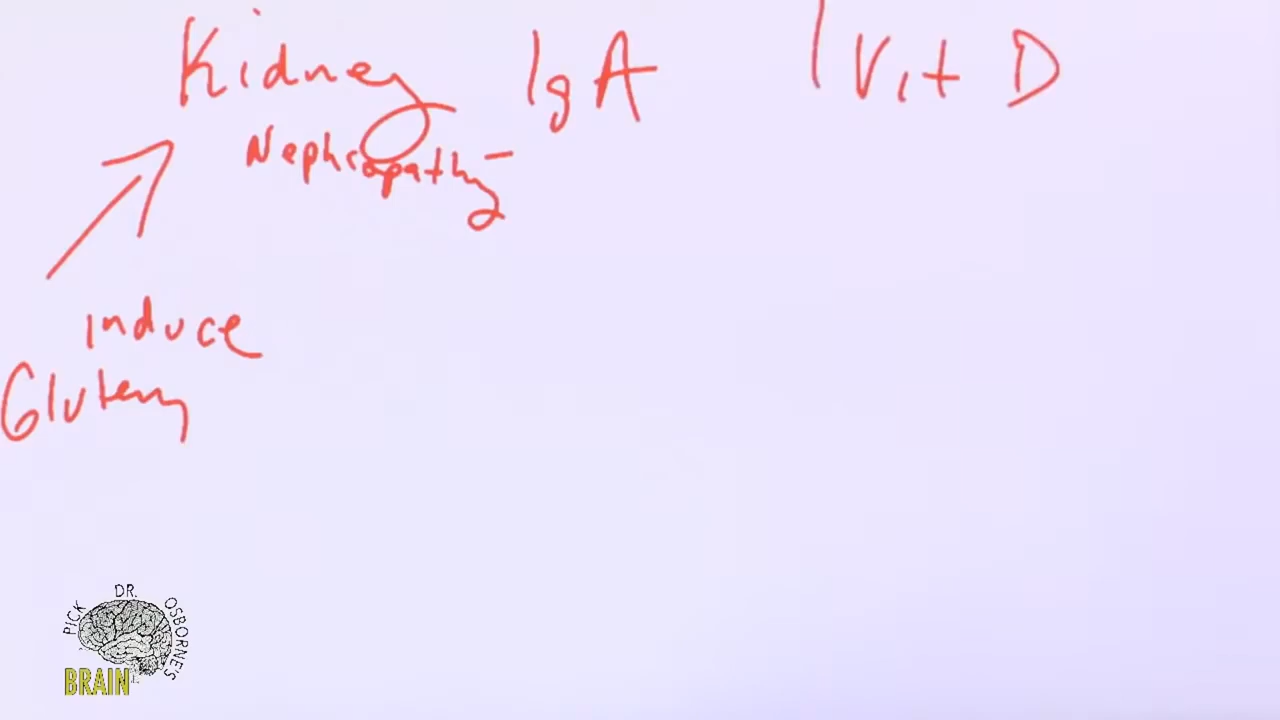 Kidney IgA Vit D
Nephropathy
Induce
Gluten
PICK DR. OSBORNE'S
BRAIN